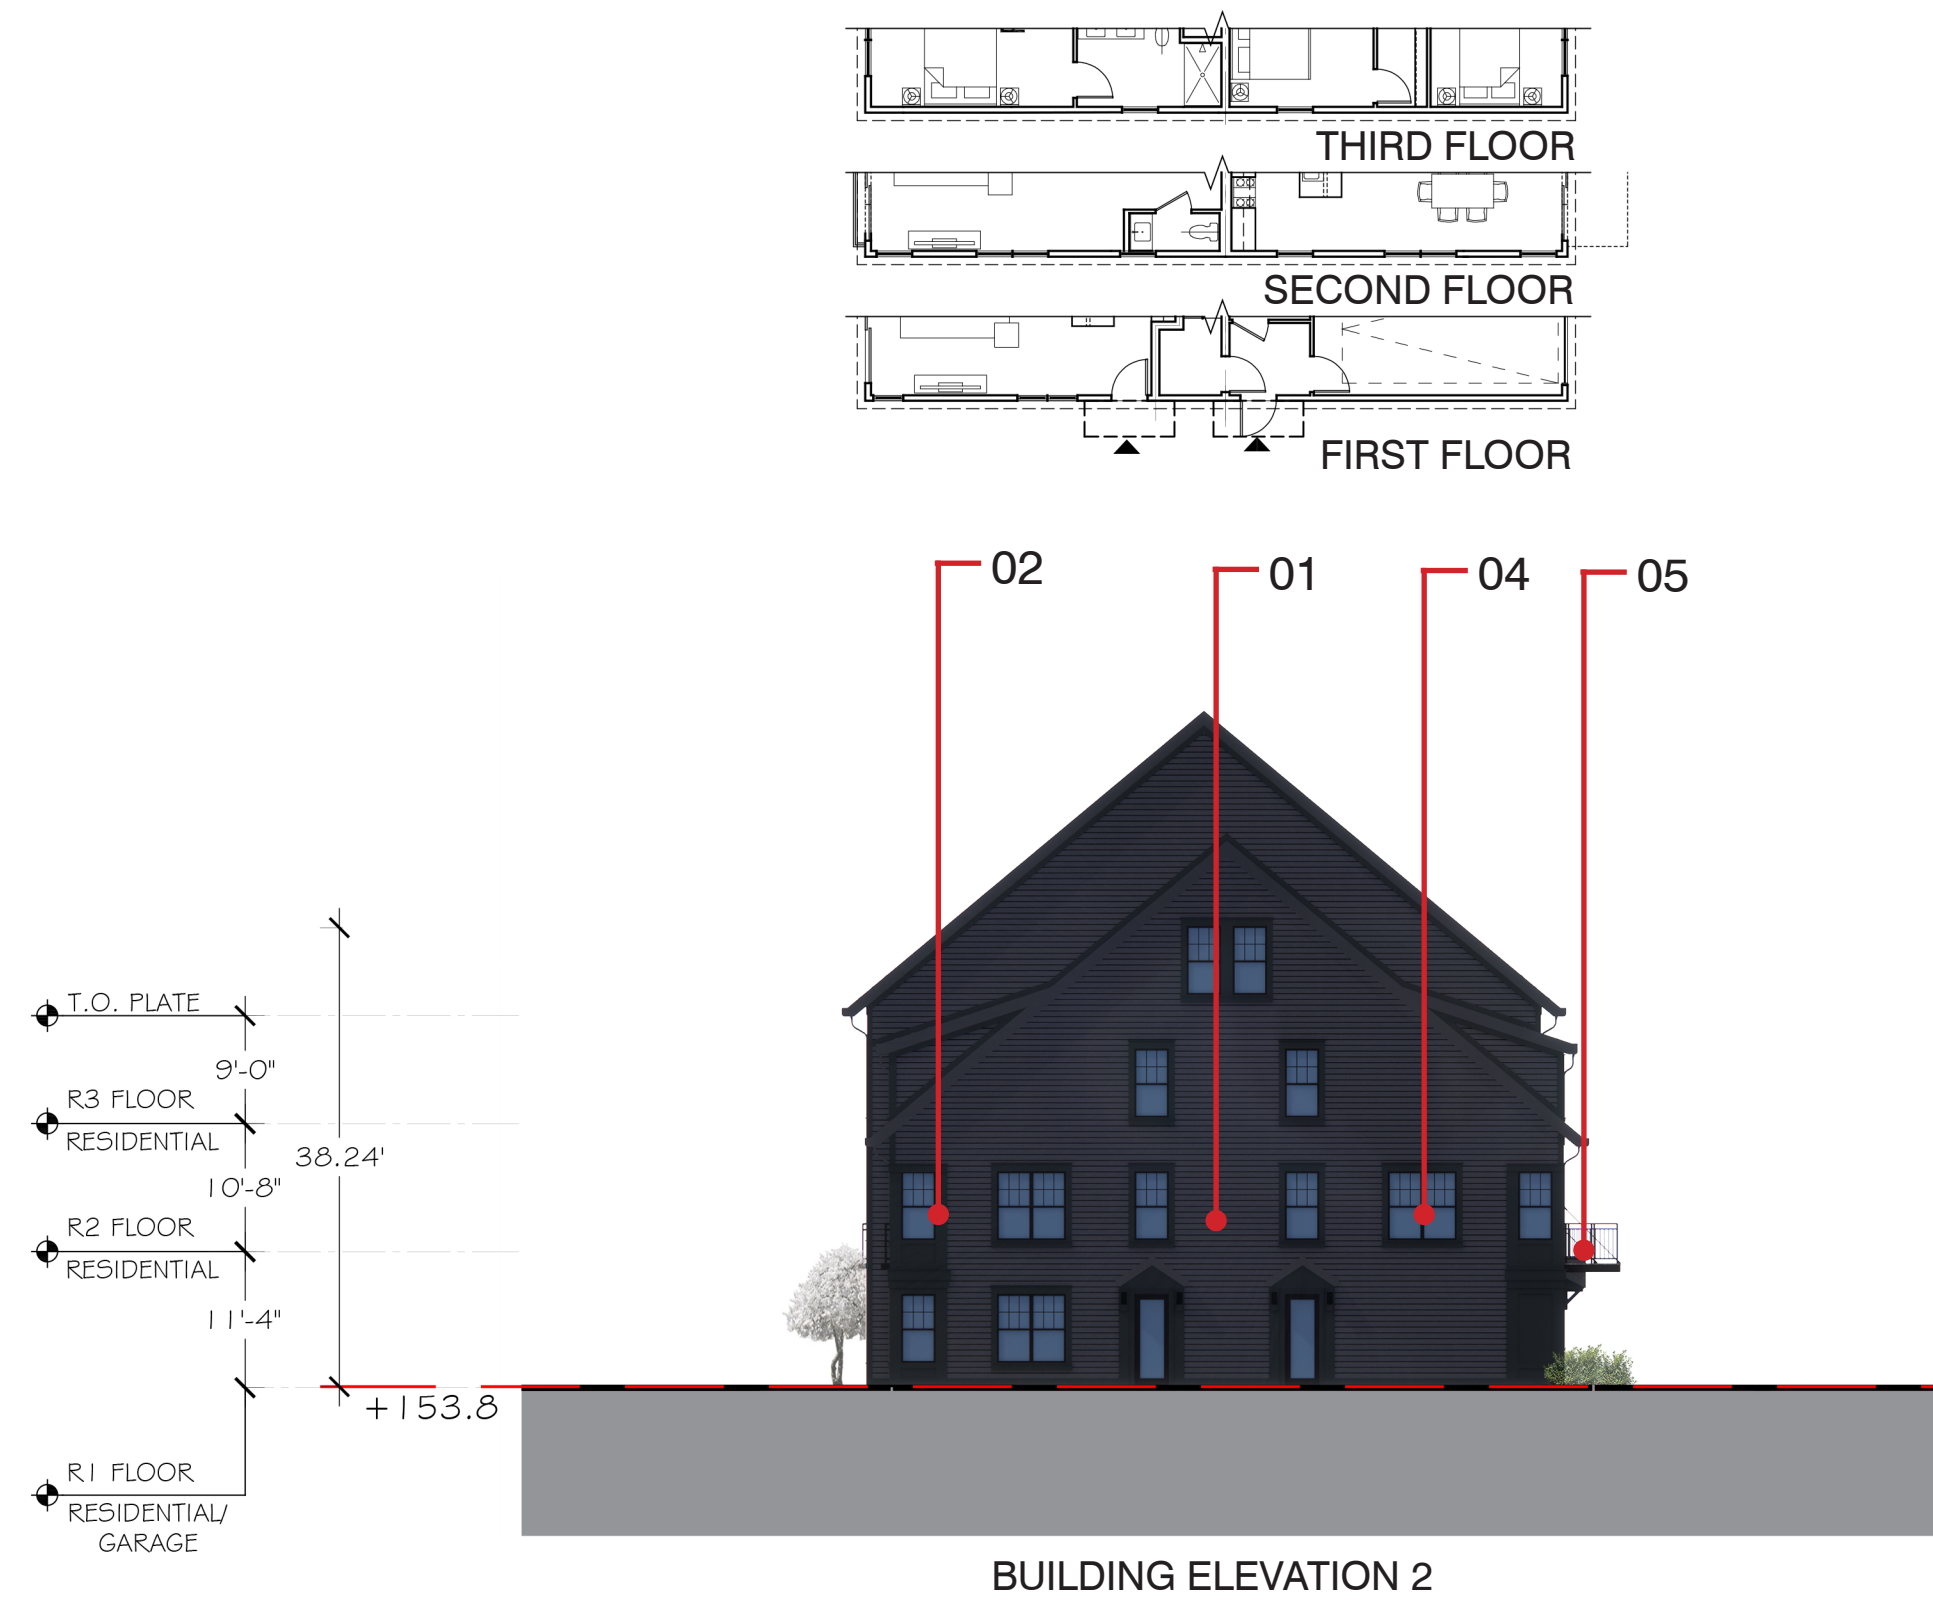 THIRD FLOOR
SECOND FLOOR
FIRST FLOOR
02
01
04
05
T.O. PLATE
9'-0"
R3 FLOOR
RESIDENTIAL
38.24'
10'-8"
R2 FLOOR
RESIDENTIAL
11'-4"
+153.8
R1 FLOOR
RESIDENTIAL/
GARAGE
BUILDING ELEVATION 2